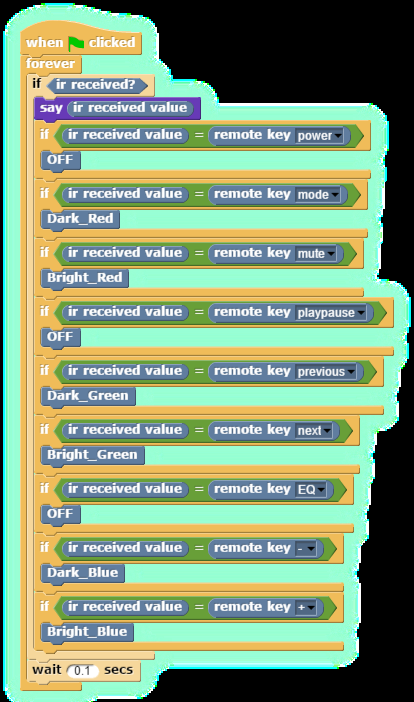 when clicked
forever
if ir received?
say ir received value
if ir received value = remote key power
OFF
if ir received value = remote key mode
Dark_Red
if ir received value = remote key mute
Bright_Red
if ir received value = remote key playpause
OFF
if ir received value = remote key previous
Dark_Green
if ir received value = remote key next
Bright_Green
if ir received value = remote key EQ
OFF
if ir received value = remote key -
Dark_Blue
if ir received value = remote key +
Bright_Blue
wait 0.1 secs